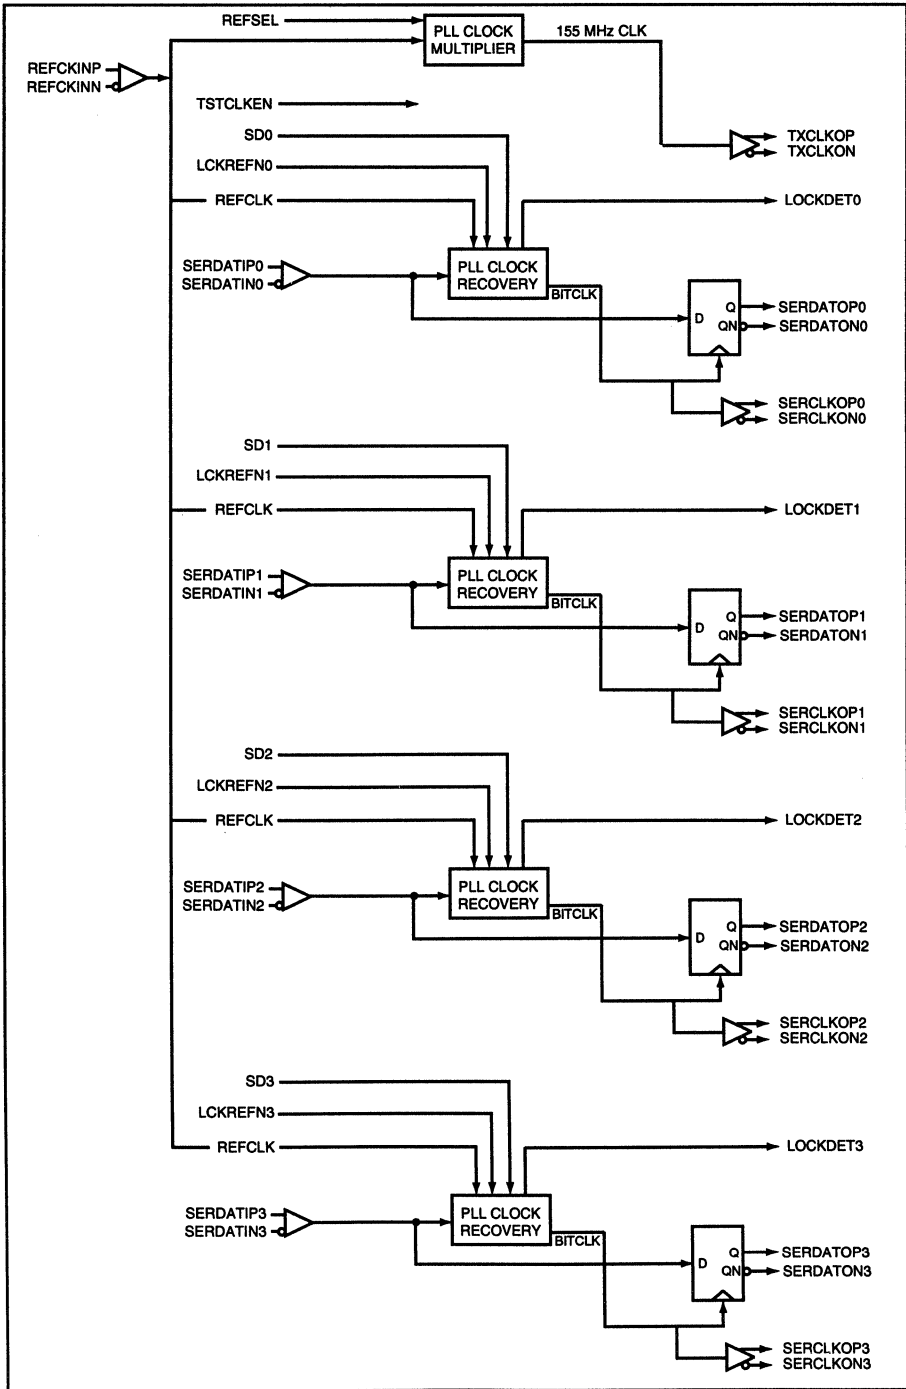 REFSEL
PLL CLOCK
MULTIPLIER
155 MHz CLK
REFCKINP
REFCKINN
TSTCLKEN
SD0
TXCLKOP
TXCLKON
LCKREFN0
REFCLK
LOCKDET0
SERDATIP0
SERDATIN0
PLL CLOCK
RECOVERY
BITCLK
D
Q
QN
SERDATOP0
SERDATON0
SERCLKOP0
SERCLKON0
SD1
LCKREFN1
REFCLK
LOCKDET1
SERDATIP1
SERDATIN1
PLL CLOCK
RECOVERY
BITCLK
D
Q
QN
SERDATOP1
SERDATON1
SERCLKOP1
SERCLKON1
SD2
LCKREFN2
REFCLK
LOCKDET2
SERDATIP2
SERDATIN2
PLL CLOCK
RECOVERY
BITCLK
D
Q
QN
SERDATOP2
SERDATON2
SERCLKOP2
SERCLKON2
SD3
LCKREFN3
REFCLK
LOCKDET3
SERDATIP3
SERDATIN3
PLL CLOCK
RECOVERY
BITCLK
D
Q
QN
SERDATOP3
SERDATON3
SERCLKOP3
SERCLKON3